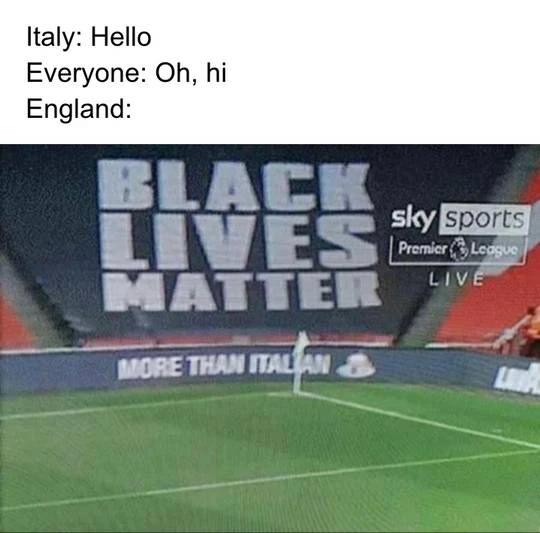 Italy: Hello
Everyone: Oh, hi
England:
BLACK
LIVES
MATTER
sky sports
Premier League
LIVE
MORE THAN ITALIAN